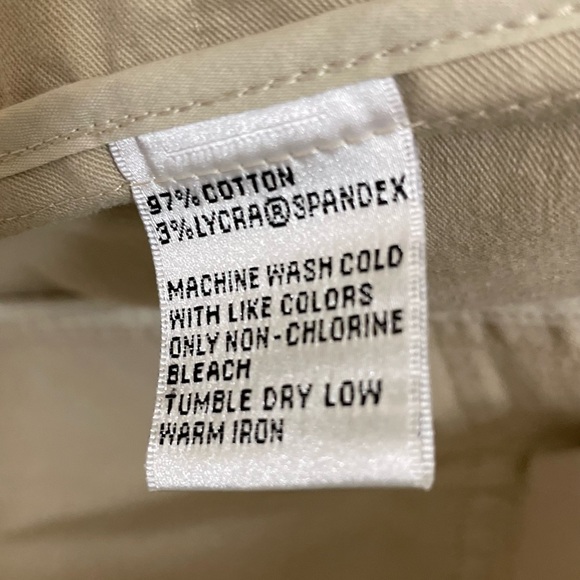 97% COTTON
3% LYCRA® SPANDEX
MACHINE WASH COLD
WITH LIKE COLORS
ONLY NON-CHLORINE
BLEACH
TUMBLE DRY LOW
WARM IRON